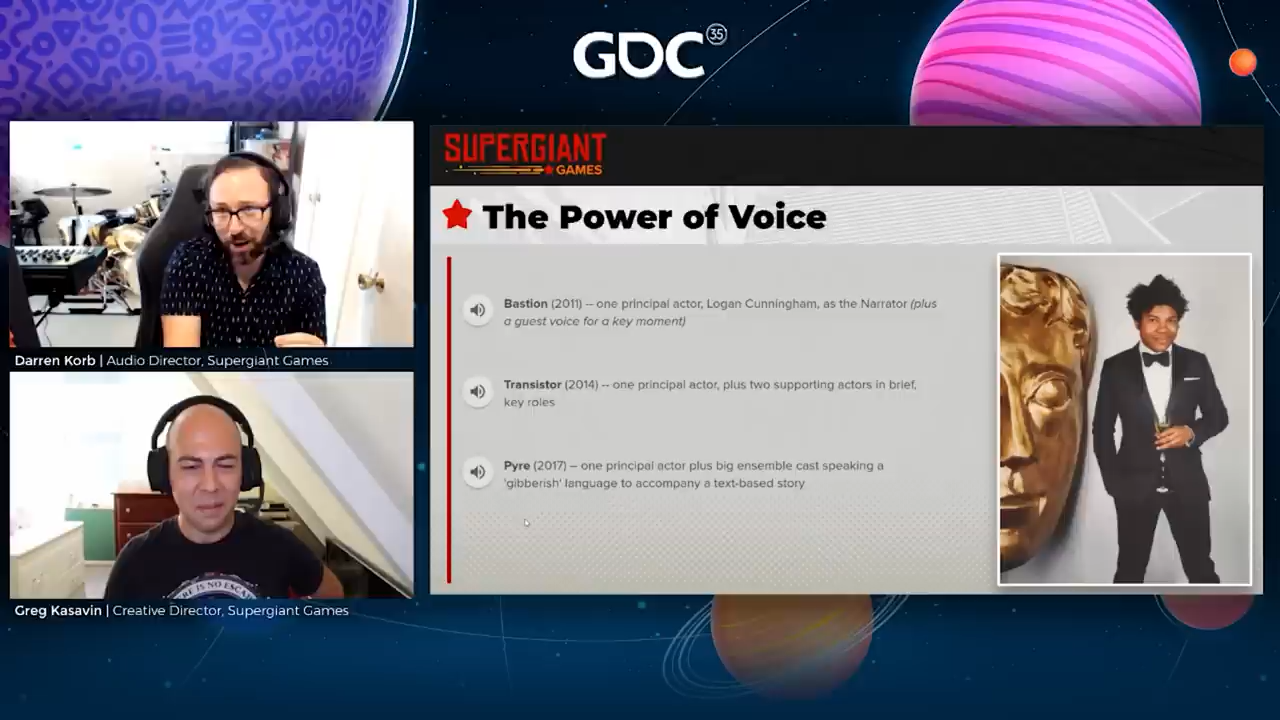 GDC 35
SUPERGIANT
GAMES
The Power of Voice
Bastion (2011) – one principal actor, Logan Cunningham, as the Narrator (plus
a guest voice for a key moment)
Transistor (2014) -- one principal actor, plus two supporting actors in brief,
key roles
Pyre (2017) – one principal actor plus big ensemble cast speaking a
'gibberish' language to accompany a text-based story
Darren Korb | Audio Director, Supergiant Games
IS NO ESCAPE
Greg Kasavin | Creative Director, Supergiant Games